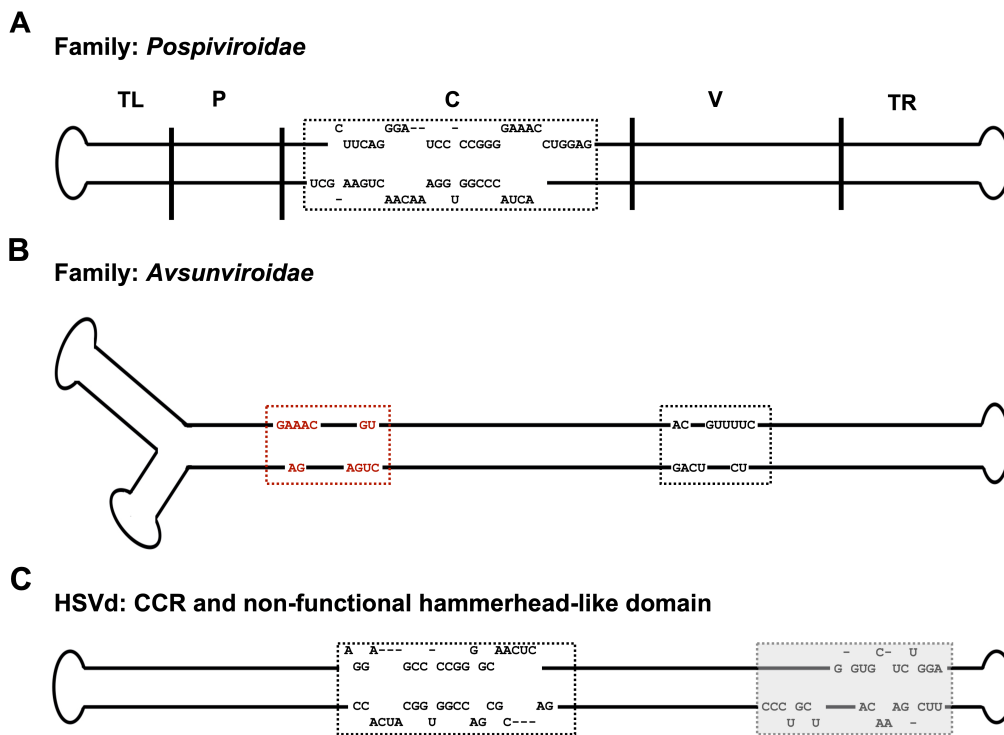 A
Family: Pospiviroidae
TL P C V TR
C GGA-- - GAAAC
UUCAG UCC CCGGG CUGGAG
UCG AAGUC AGG GGCCC
- AACAA U AUCA
B
Family: Avsunviroidae
GAAAC GU AC GUUUUC
AG AGUC GACU CU
C
HSVd: CCR and non-functional hammerhead-like domain
A A--- - G AACUC - C- U
GG GCC CCGG GC G GUG UC GGA
CC CGG GGCC CG AG CCC GC AC AG CUU
ACUA U AG C--- U U AA -